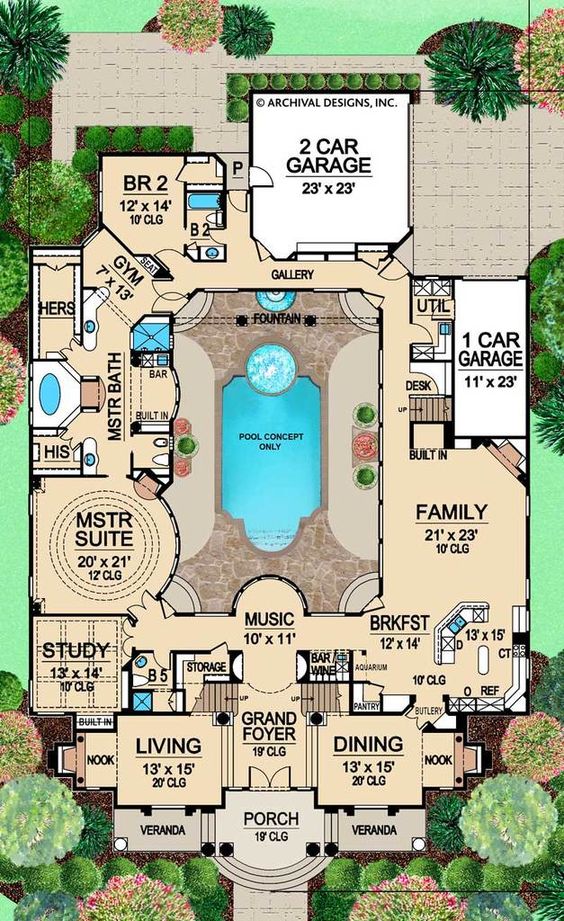 © ARCHIVAL DESIGNS, INC.
2 CAR
GARAGE
23' x 23'
P
BR 2
12' x 14'
10' CLG
B 2
GYM
7' x 13'
SEAT
GALLERY
HERS
UTIL
FOUNTAIN
1 CAR
GARAGE
11' x 23'
MSTR BATH
BAR
DESK
UP
BUILT IN
POOL CONCEPT
ONLY
HIS
BUILT IN
MSTR
SUITE
20' x 21'
12' CLG
FAMILY
21' x 23'
10' CLG
MUSIC
10' x 11'
BRKFST
12' x 14'
13' x 15'
D
CT
STUDY
13' x 14'
10' CLG
B 5
STORAGE
BAR/
WINE
AQUARIUM
10' CLG
PANTRY
O
REF
BUTLERY
UP
UP
BUILT IN
GRAND
FOYER
19' CLG
NOOK
LIVING
13' x 15'
20' CLG
DINING
13' x 15'
20' CLG
NOOK
VERANDA
PORCH
19' CLG
VERANDA